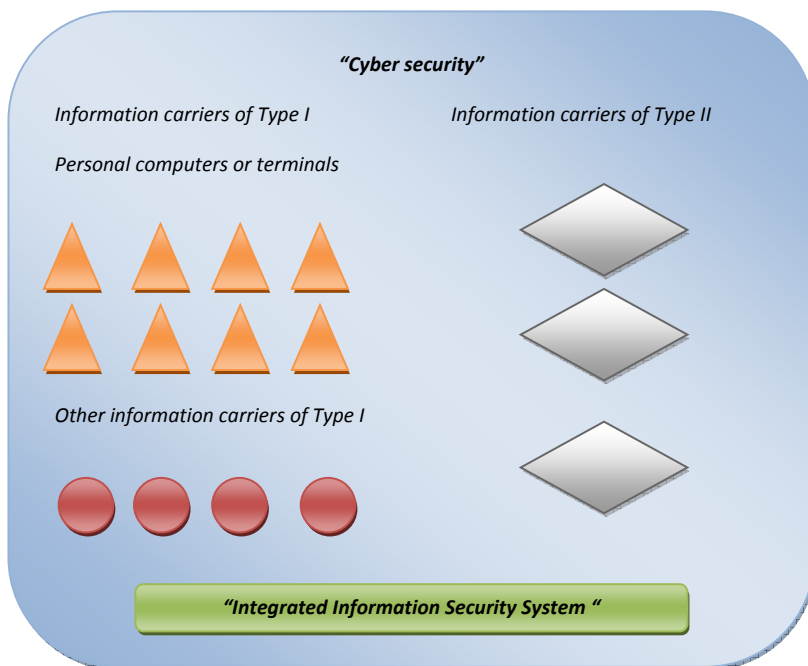 “Cyber security”
Information carriers of Type I
Information carriers of Type II
Personal computers or terminals
Other information carriers of Type I
“Integrated Information Security System “